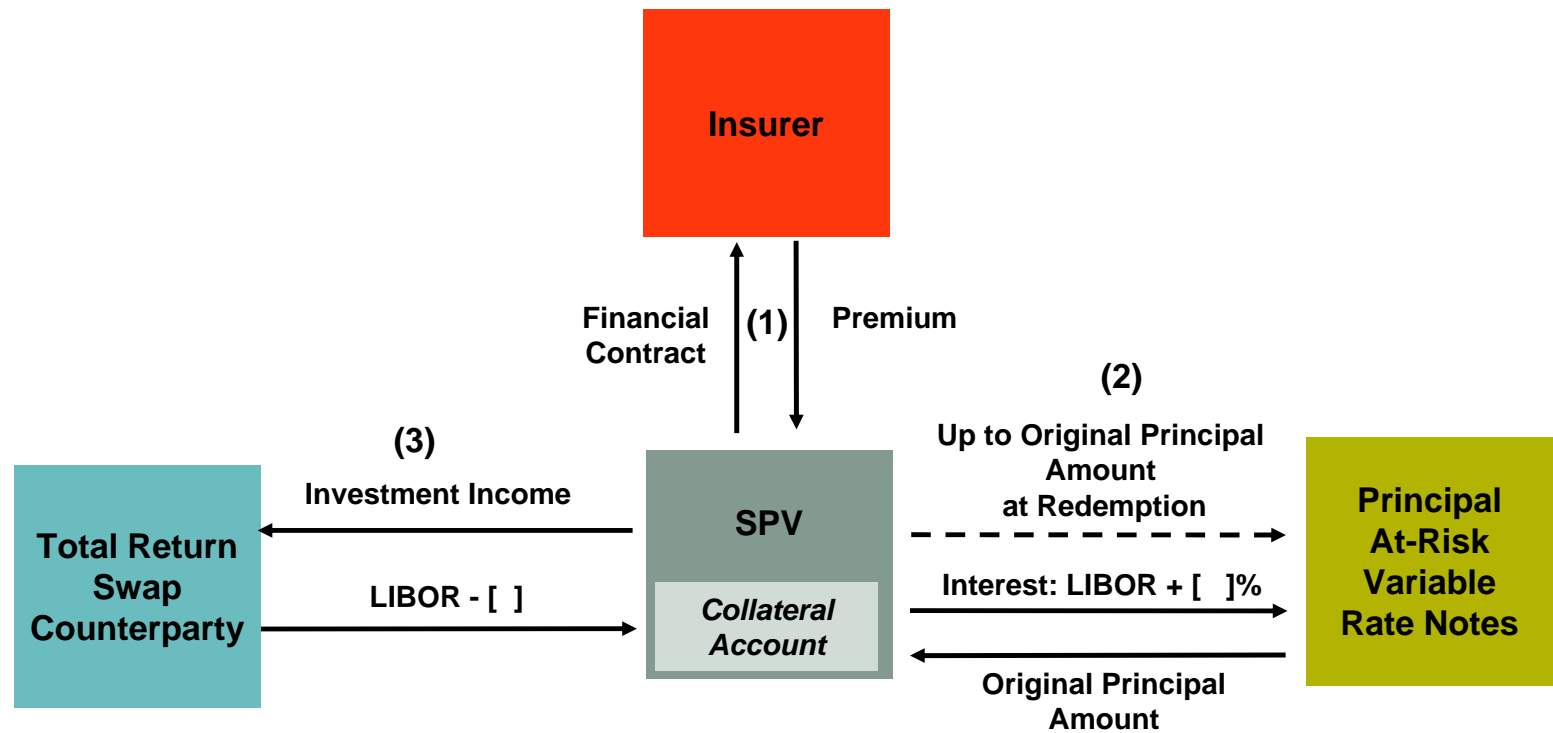 Insurer
Financial
Contract
(1)
Premium
(2)
Up to Original Principal
Amount
at Redemption
(3)
Investment Income
SPV
Total Return
Swap
Counterparty
LIBOR - [ ]
Collateral
Account
Interest: LIBOR + [ ]%
Principal
At-Risk
Variable
Rate Notes
Original Principal
Amount